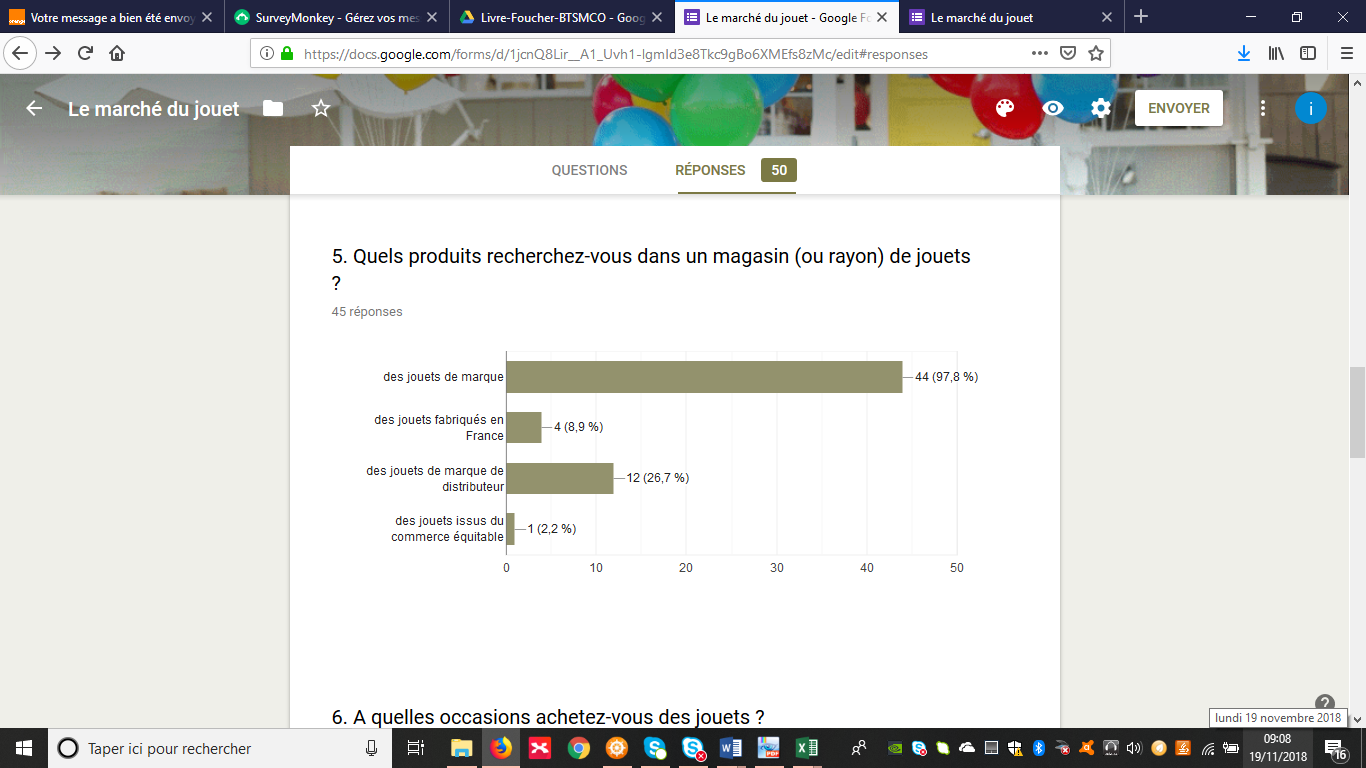 Votre message a bien été envoy
SurveyMonkey - Gérez vos mes
Livre-Foucher-BTSMCO - Goog
Le marché du jouet - Google Fo
Le marché du jouet
https://docs.google.com/forms/d/1jcnQ8Lir__A1_Uvh1-IgmId3e8Tkc9gBo6XMEfs8zMc/edit#responses
Le marché du jouet
ENVOYER
i
QUESTIONS
RÉPONSES 50
5. Quels produits recherchez-vous dans un magasin (ou rayon) de jouets
?
45 réponses
des jouets de marque
44 (97,8 %)
des jouets fabriqués en
France
4 (8,9 %)
des jouets de marque de
distributeur
12 (26,7 %)
des jouets issus du
commerce équitable
1 (2,2 %)
0 10 20 30 40 50
6. A quelles occasions achetez-vous des jouets ?
lundi 19 novembre 2018
Taper ici pour rechercher
09:08
19/11/2018
16